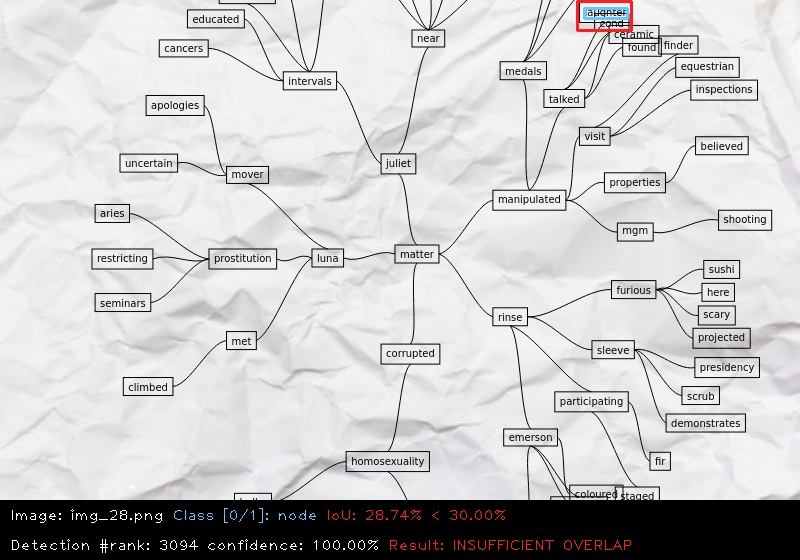 educated
near
cancers
intervals
ceramic
found
finder
medals
equestrian
talked
inspections
apologies
visit
believed
uncertain
juliet
mover
properties
manipulated
aries
mgm
shooting
restricting
prostitution
luna
matter
sushi
seminars
furious
here
rinse
scary
met
projected
corrupted
sleeve
climbed
presidency
participating
scrub
demonstrates
emerson
homosexuality
fir
coloured
staged
Image: img_28.png Class [0/1]: node IoU: 28.74% < 30.00%
Detection #rank: 3094 confidence: 100.00% Result: INSUFFICIENT OVERLAP